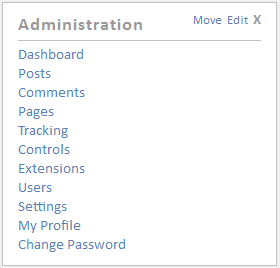 Administration Move Edit X
Dashboard
Posts
Comments
Pages
Tracking
Controls
Extensions
Users
Settings
My Profile
Change Password